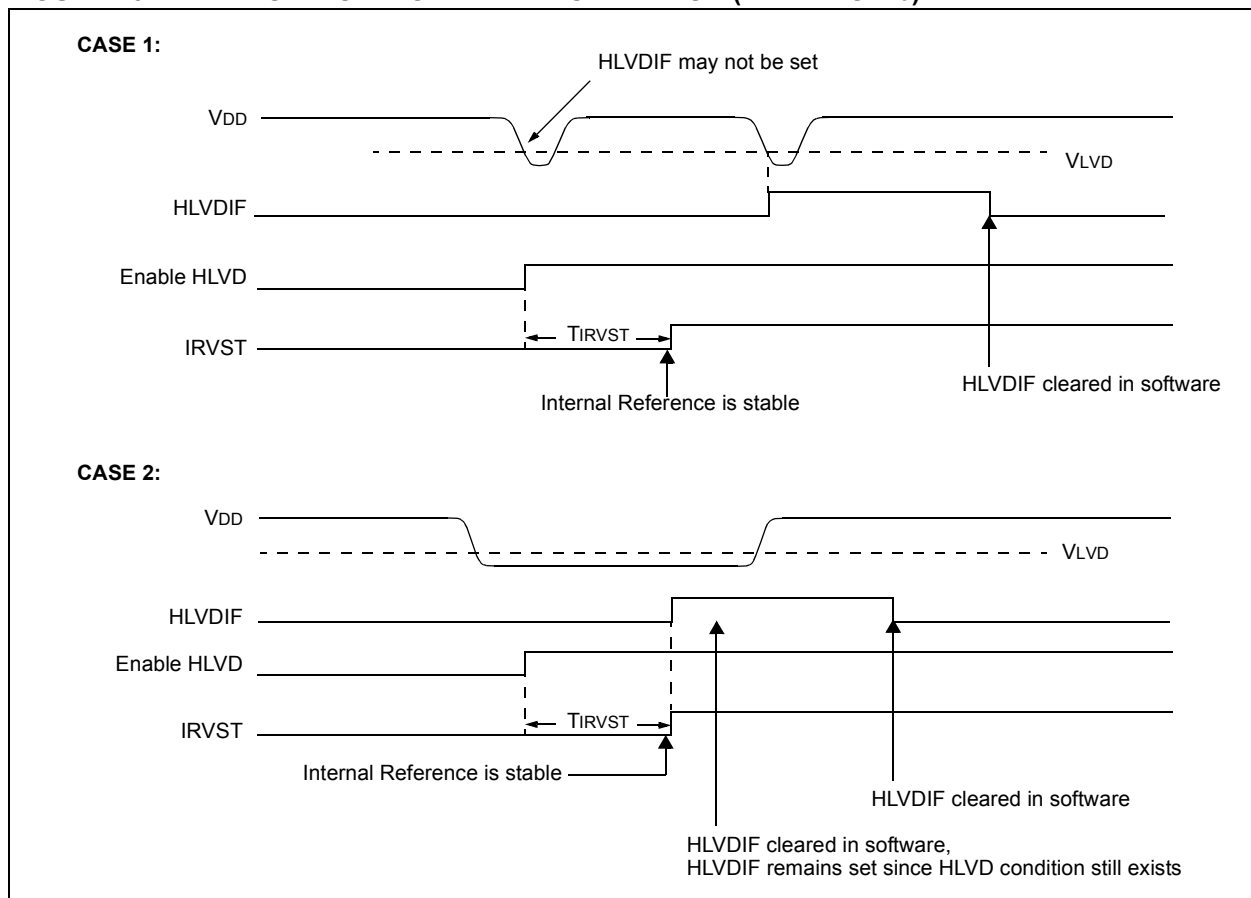 CASE 1:
HLVDIF may not be set
VDD
VLVD
HLVDIF
Enable HLVD
TIRVST
IRVST
HLVDIF cleared in software
Internal Reference is stable
CASE 2:
VDD
VLVD
HLVDIF
Enable HLVD
TIRVST
IRVST
Internal Reference is stable
HLVDIF cleared in software
HLVDIF cleared in software,
HLVDIF remains set since HLVD condition still exists